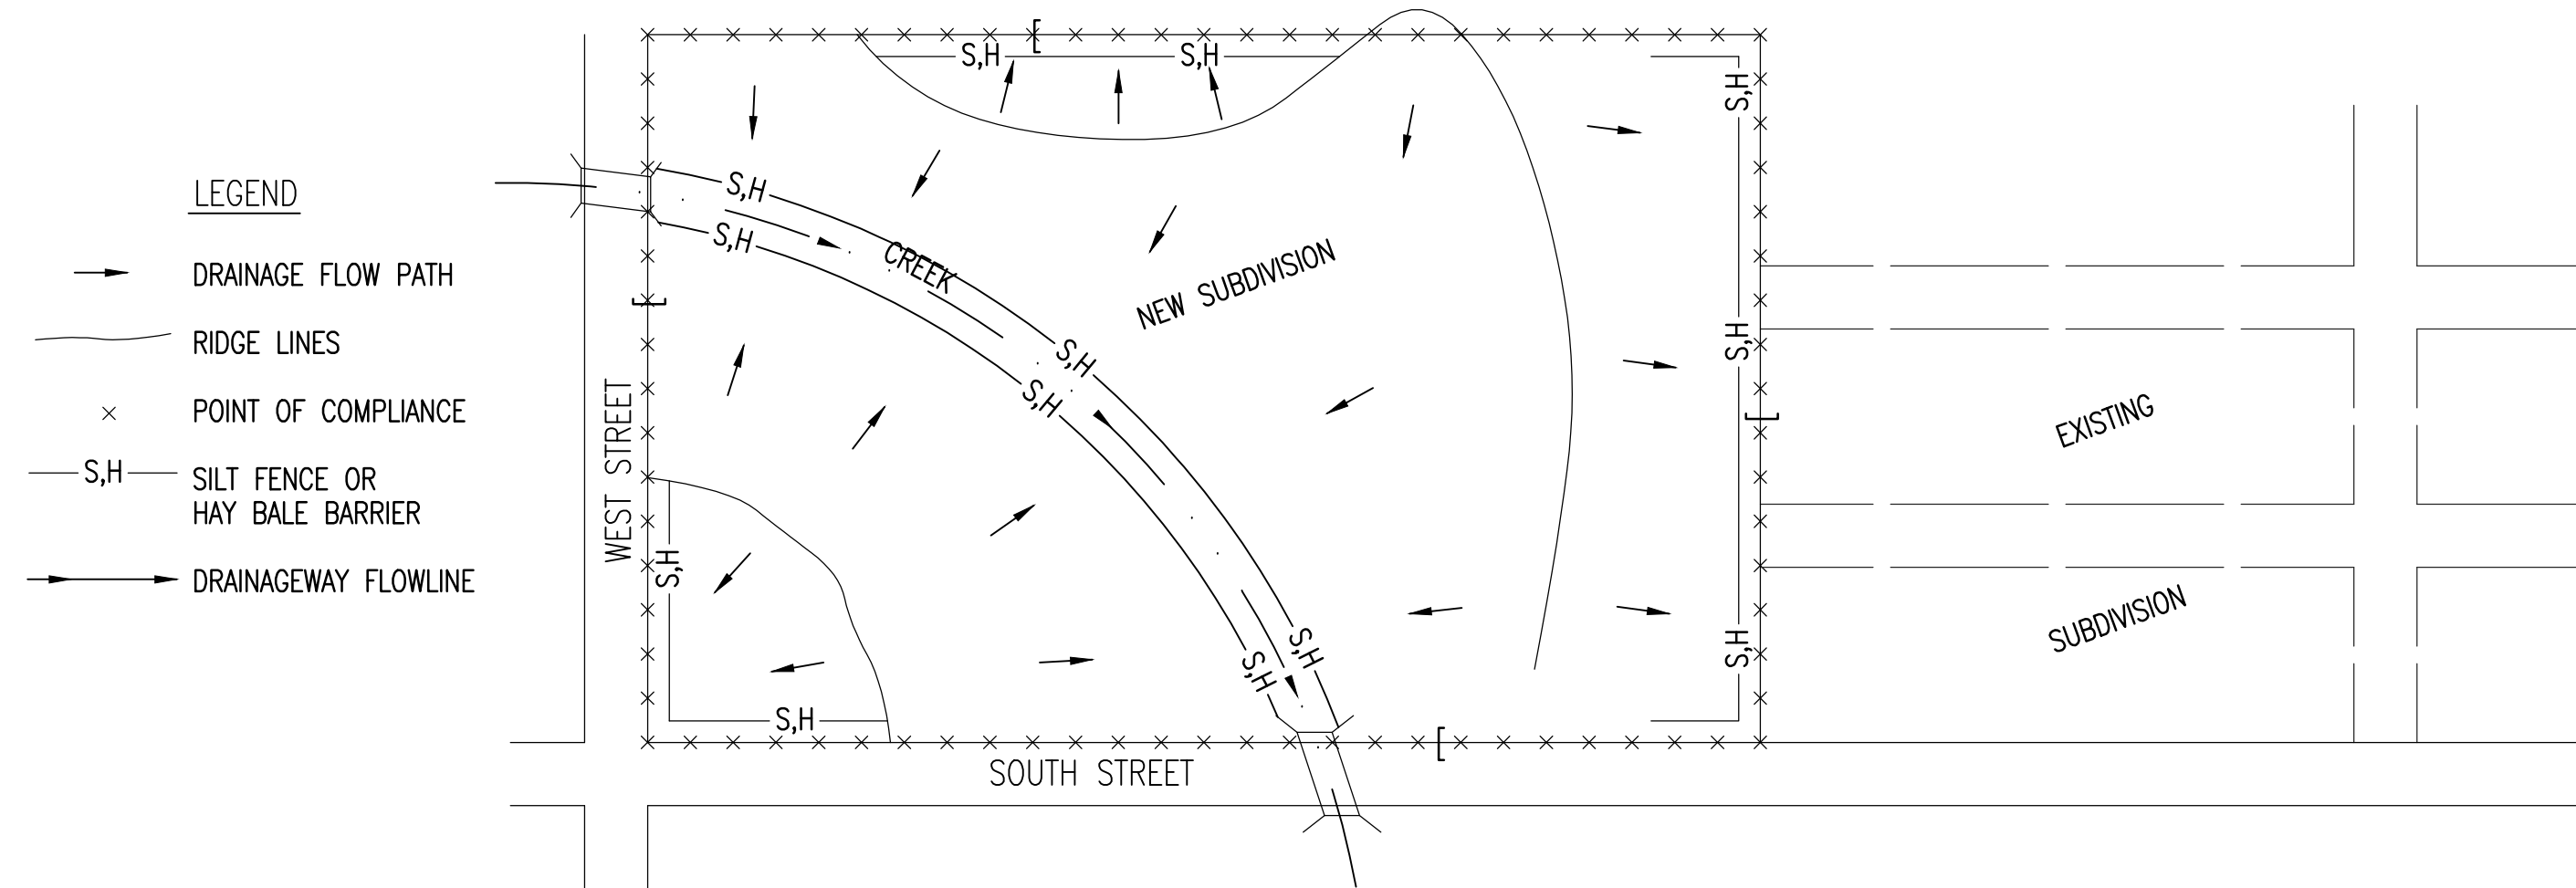 LEGEND
DRAINAGE FLOW PATH
RIDGE LINES
× POINT OF COMPLIANCE
S,H SILT FENCE OR
HAY BALE BARRIER
DRAINAGEWAY FLOWLINE
S,H
S,H
S,H
S,H
S,H
CREEK
NEW SUBDIVISION
S,H
S,H
S,H
WEST STREET
S,H
S,H
S,H
S,H
S,H
SOUTH STREET
EXISTING
SUBDIVISION